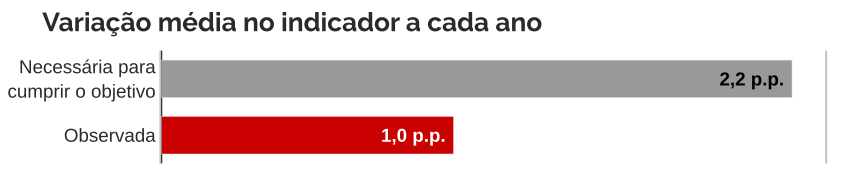 Variação média no indicador a cada ano
Necessária para
cumprir o objetivo
2,2 p.p.
Observada
1,0 p.p.